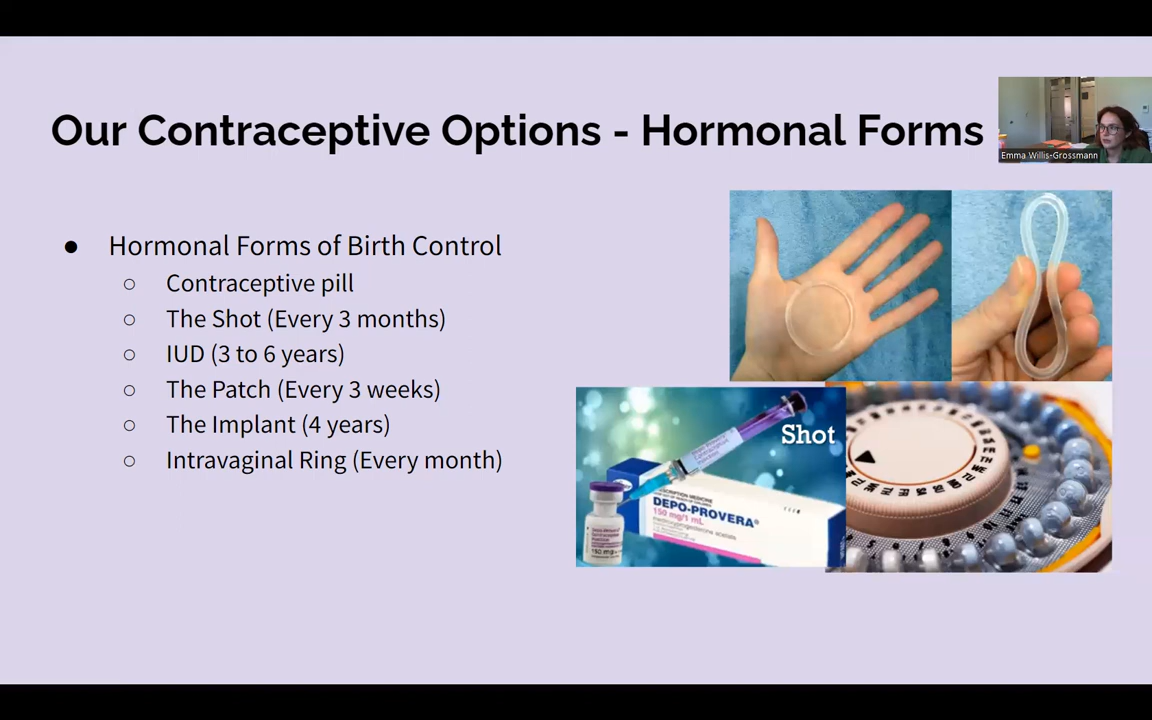 Our Contraceptive Options - Hormonal Forms
Emma Willis-Grossmann
● Hormonal Forms of Birth Control
○ Contraceptive pill
○ The Shot (Every 3 months)
○ IUD (3 to 6 years)
○ The Patch (Every 3 weeks)
○ The Implant (4 years)
○ Intravaginal Ring (Every month)
Shot
DEPO-PROVERA®
150 mg/1 mL
150 mg